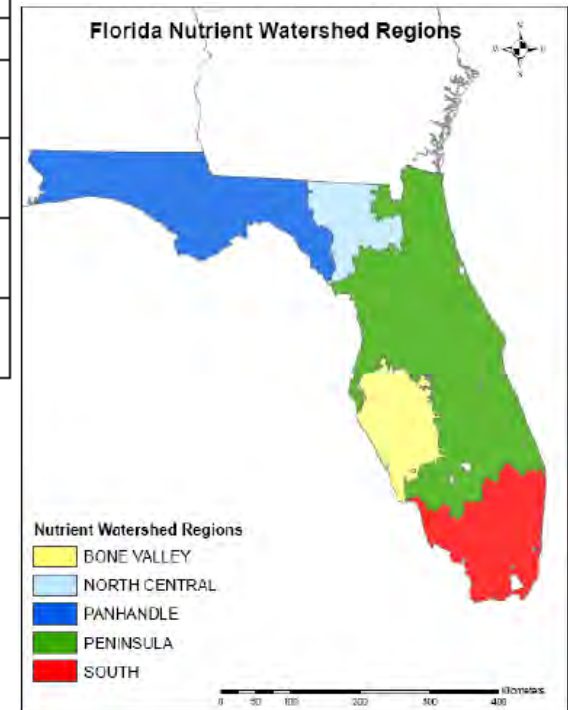 Florida Nutrient Watershed Regions
N
S
Nutrient Watershed Regions
BONE VALLEY
NORTH CENTRAL
PANHANDLE
PENINSULA
SOUTH
Kilometers
0 50 100 200 300 400